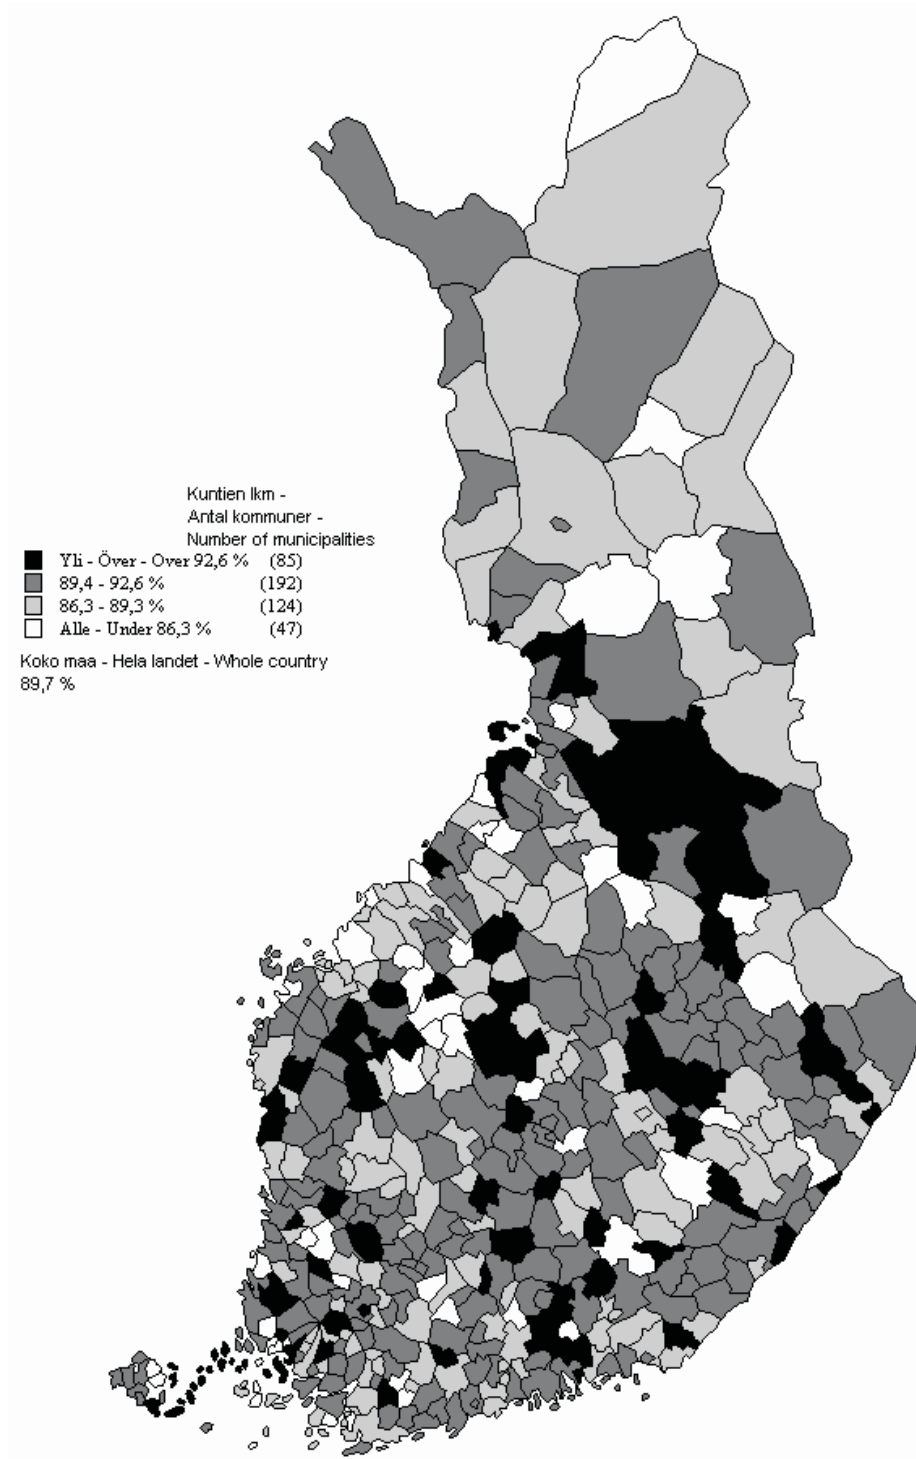 Kuntien lkm -
Antal kommuner -
Number of municipalities
Yli - Över - Over 92,6 % (85)
89,4 - 92,6 % (192)
86,3 - 89,3 % (124)
Alle - Under 86,3 % (47)
Koko maa - Hela landet - Whole country
89,7 %